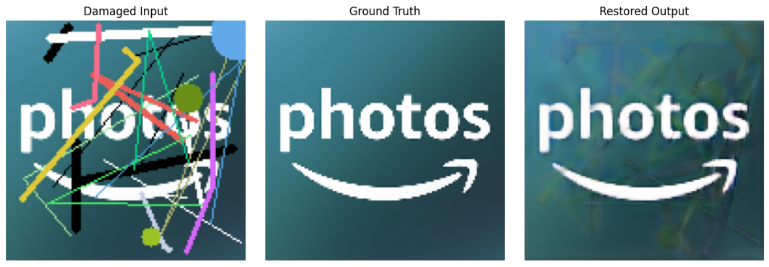 Damaged Input
Ground Truth
Restored Output
photos
photos
photos